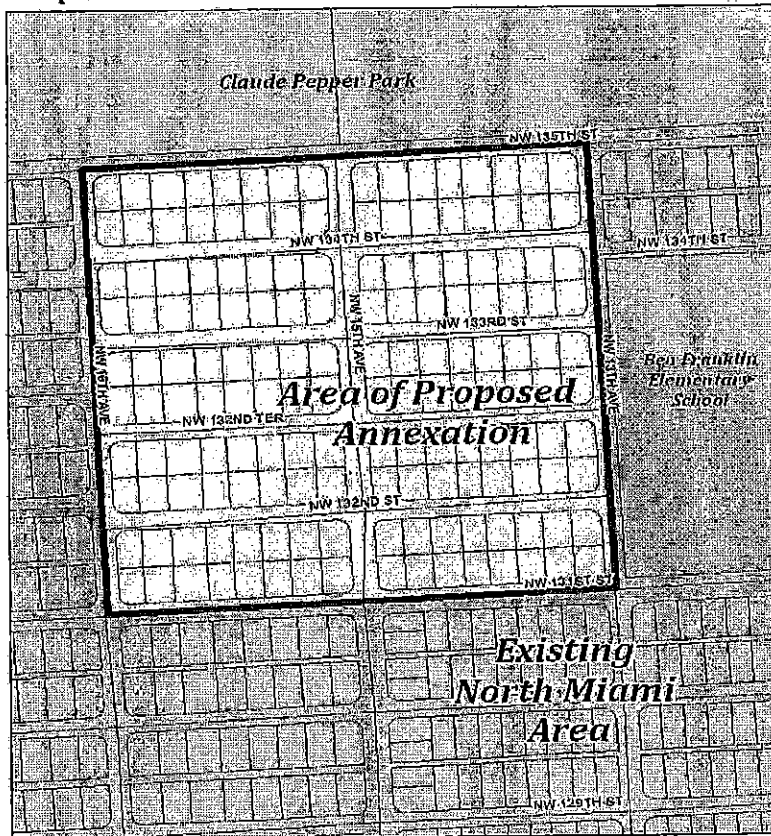 Claude Pepper Park
NW 135TH ST
NW 134TH ST
NW 134TH ST
NW 15TH AVE
NW 133RD ST
NW 16TH AVE
NW 13TH AVE
Ben Franklin
Elementary
School
Area of Proposed
Annexation
NW 132ND TER
NW 132ND ST
NW 131ST ST
Existing
North Miami
Area
NW 129TH ST